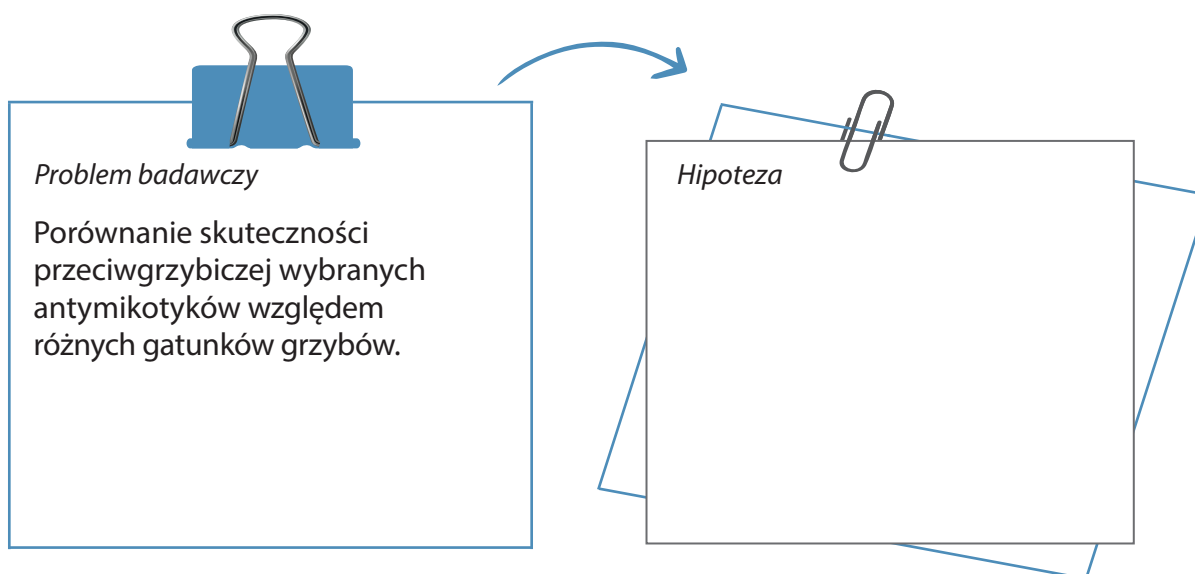 Problem badawczy
Porównanie skuteczności
przeciwgrzybiczej wybranych
antymikotyków względem
różnych gatunków grzybów.
Hipoteza